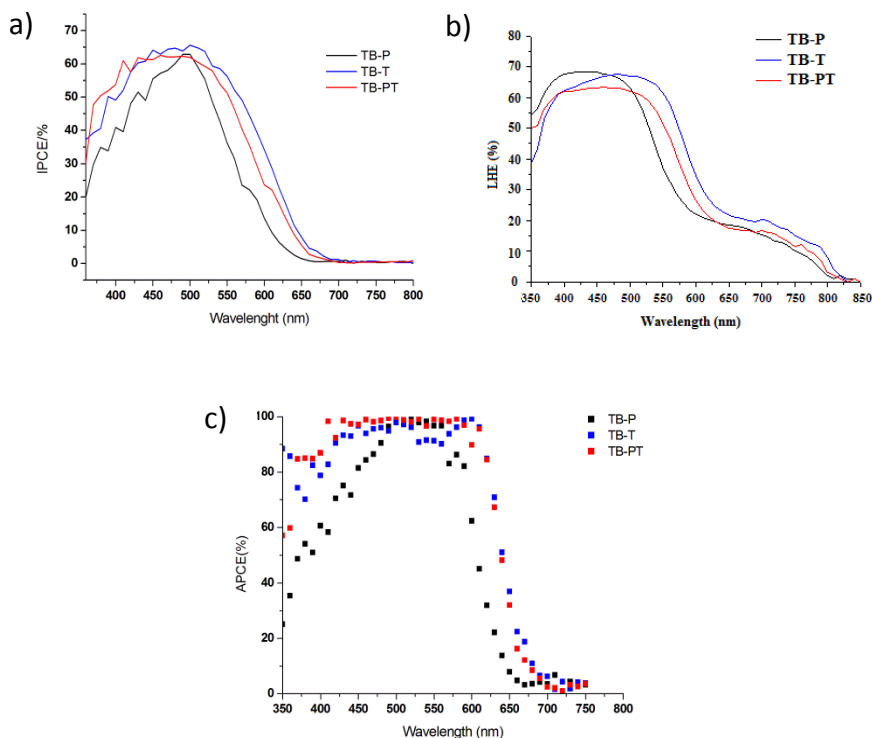 a)
70
60
50
40
30
20
10
0
IPCE/%
TB-P
TB-T
TB-PT
400 450 500 550 600 650 700 750 800
Wavelenght (nm)
b)
80
70
60
50
40
30
20
10
0
LHE (%)
TB-P
TB-T
TB-PT
350 400 450 500 550 600 650 700 750 800 850
Wavelength (nm)
c)
100
80
60
40
20
0
APCE(%)
TB-P
TB-T
TB-PT
350 400 450 500 550 600 650 700 750 800
Wavelength (nm)